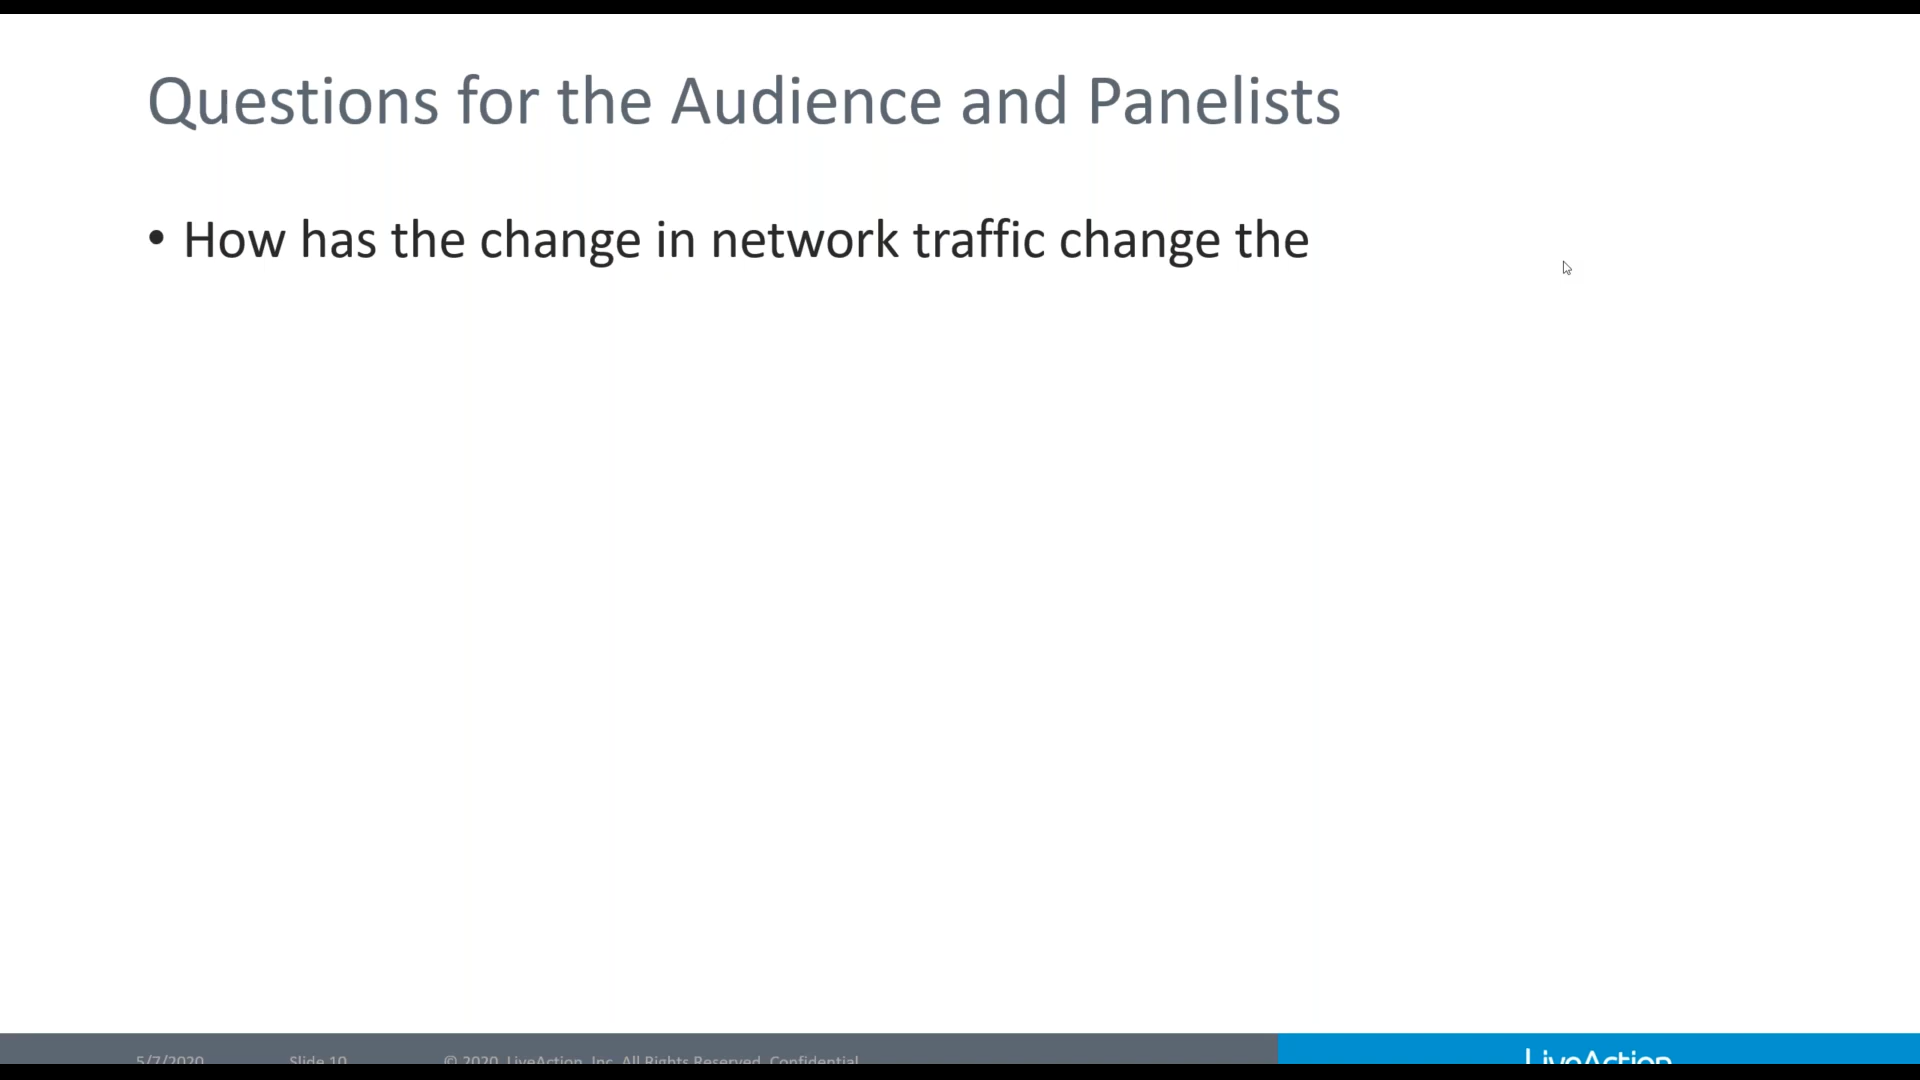 Questions for the Audience and Panelists
• How has the change in network traffic change the
5/7/2020 Slide 10 © 2020 LiveAction, Inc. All Rights Reserved. Confidential LiveAction